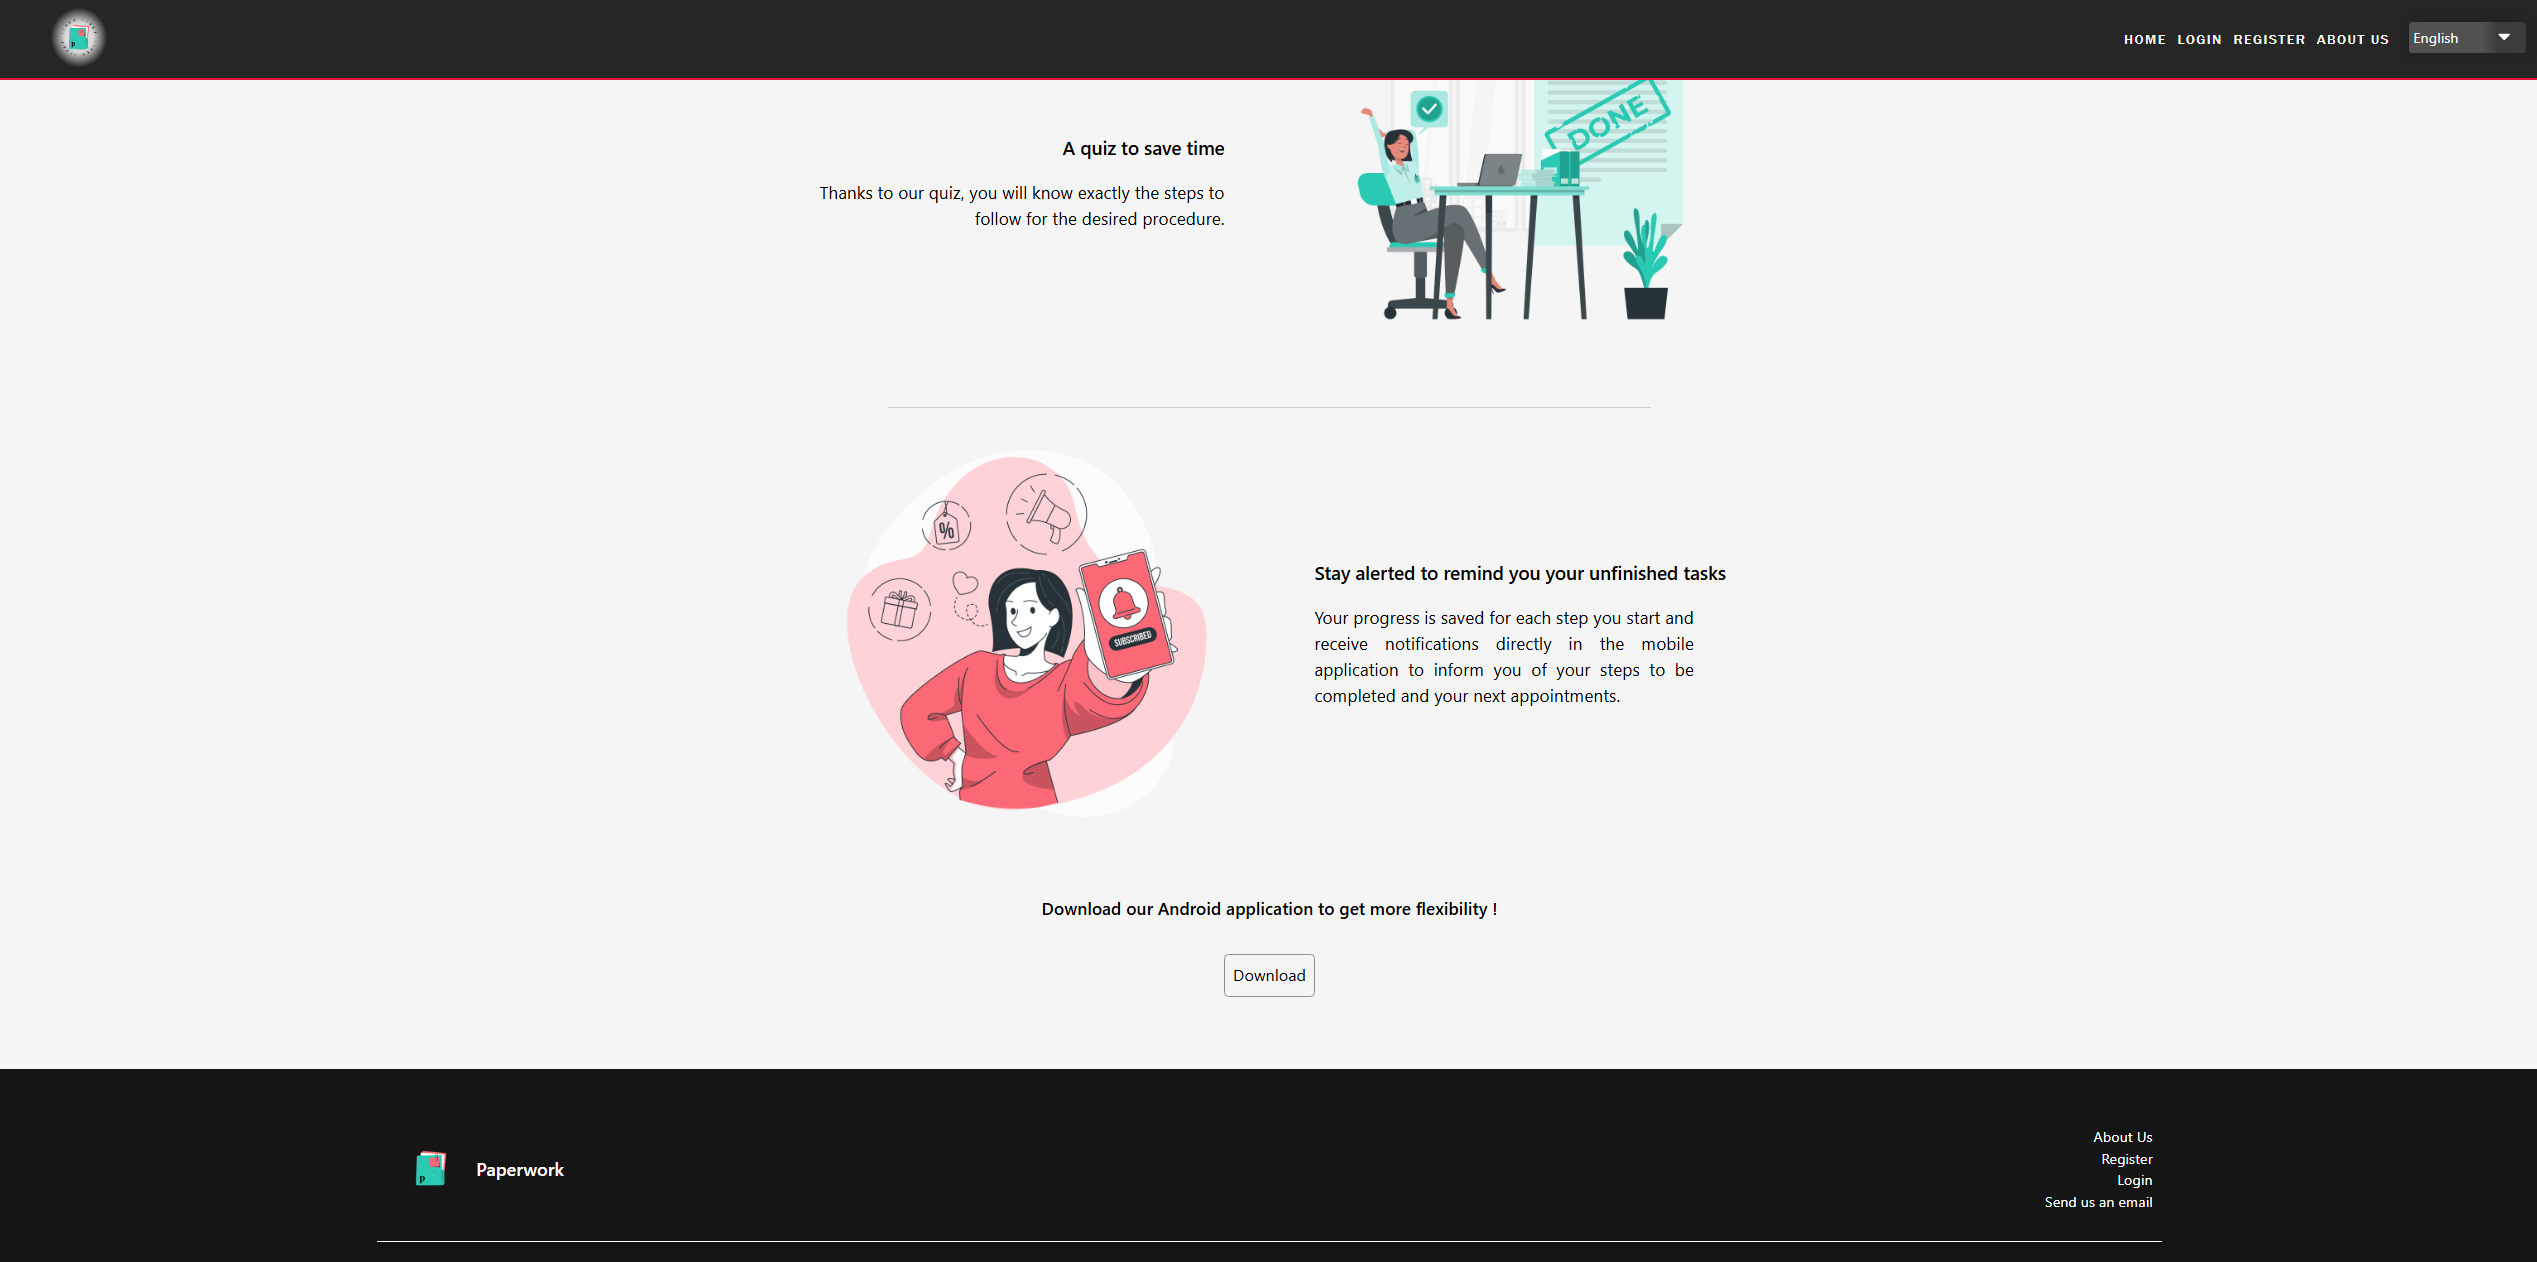 HOME LOGIN REGISTER ABOUT US English
DONE
A quiz to save time
Thanks to our quiz, you will know exactly the steps to
follow for the desired procedure.
%
SUBSCRIBED
Stay alerted to remind you your unfinished tasks
Your progress is saved for each step you start and
receive notifications directly in the mobile
application to inform you of your steps to be
completed and your next appointments.
Download our Android application to get more flexibility !
Download
p
Paperwork
About Us
Register
Login
Send us an email